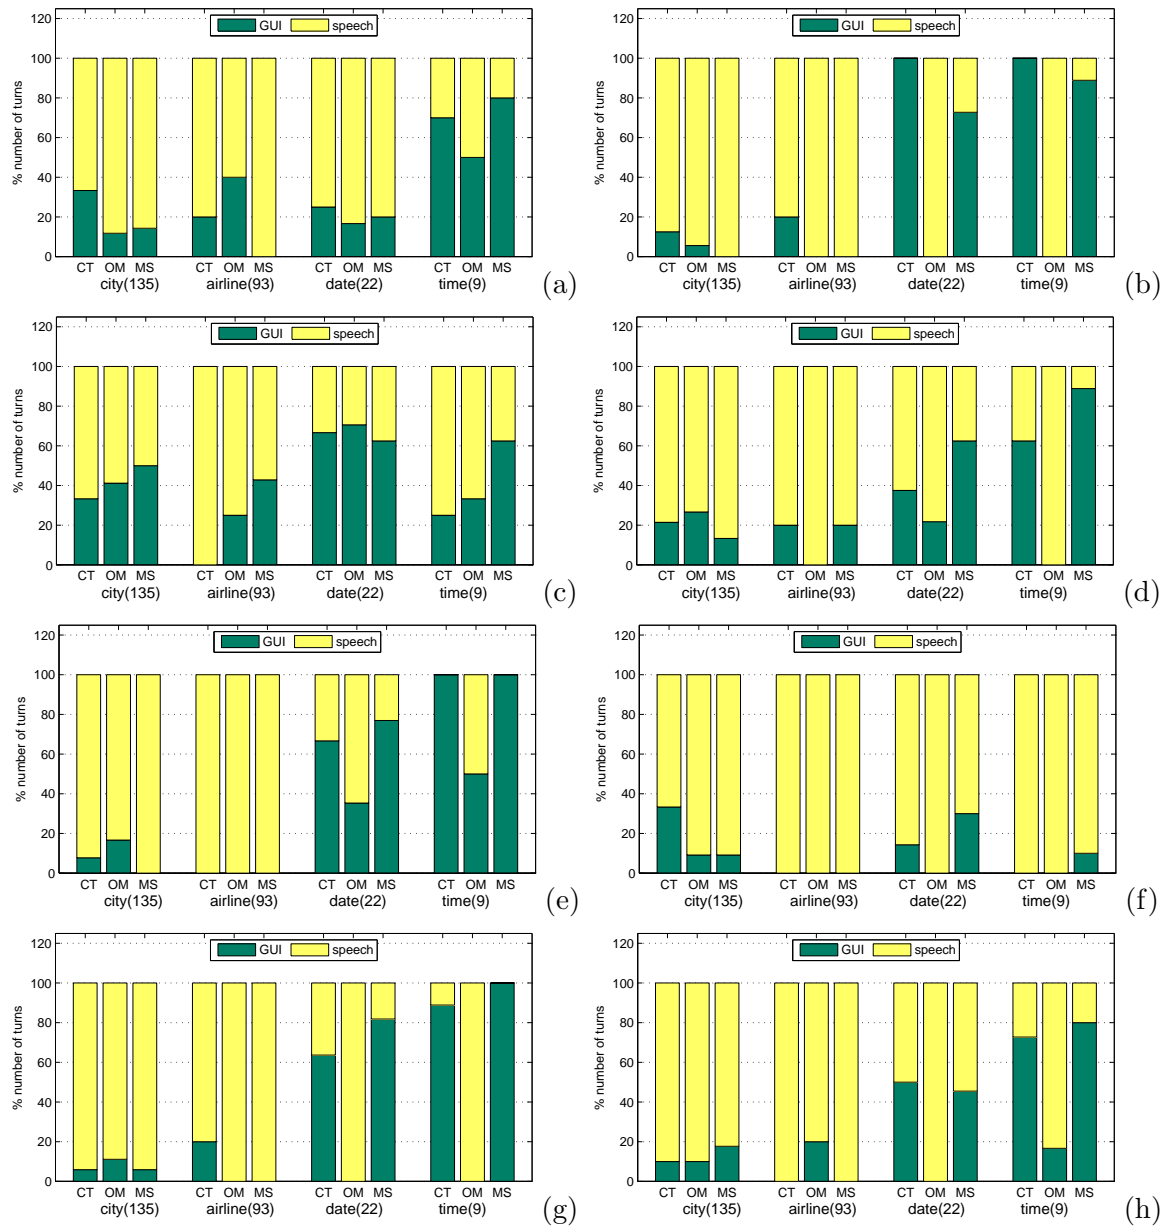 GUI speech
% number of turns
120
100
80
60
40
20
0
CT OM MS CT OM MS CT OM MS CT OM MS
city(135) airline(93) date(22) time(9)
(a)
GUI speech
% number of turns
120
100
80
60
40
20
0
CT OM MS CT OM MS CT OM MS CT OM MS
city(135) airline(93) date(22) time(9)
(b)
GUI speech
% number of turns
120
100
80
60
40
20
0
CT OM MS CT OM MS CT OM MS CT OM MS
city(135) airline(93) date(22) time(9)
(c)
GUI speech
% number of turns
120
100
80
60
40
20
0
CT OM MS CT OM MS CT OM MS CT OM MS
city(135) airline(93) date(22) time(9)
(d)
GUI speech
% number of turns
120
100
80
60
40
20
0
CT OM MS CT OM MS CT OM MS CT OM MS
city(135) airline(93) date(22) time(9)
(e)
GUI speech
% number of turns
120
100
80
60
40
20
0
CT OM MS CT OM MS CT OM MS CT OM MS
city(135) airline(93) date(22) time(9)
(f)
GUI speech
% number of turns
120
100
80
60
40
20
0
CT OM MS CT OM MS CT OM MS CT OM MS
city(135) airline(93) date(22) time(9)
(g)
GUI speech
% number of turns
120
100
80
60
40
20
0
CT OM MS CT OM MS CT OM MS CT OM MS
city(135) airline(93) date(22) time(9)
(h)